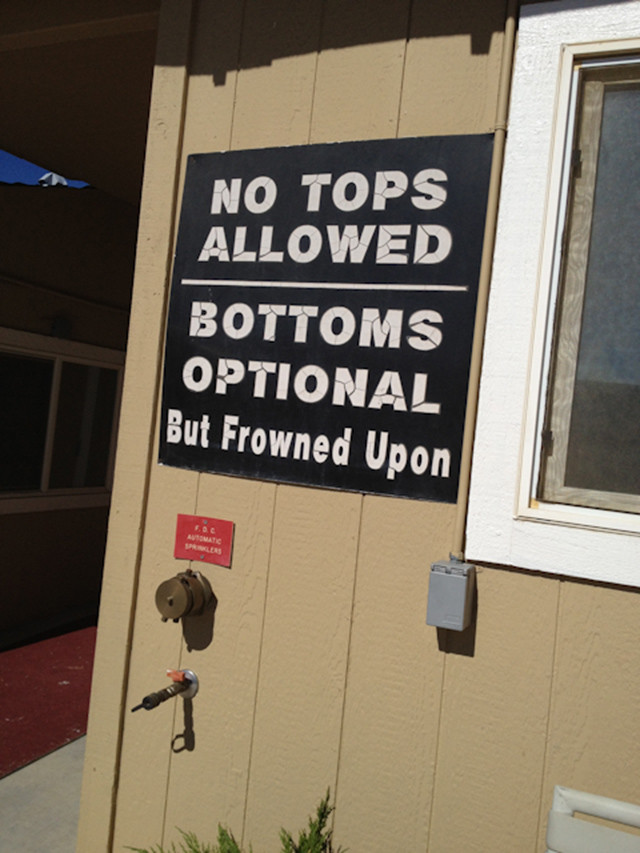 NO TOPS
ALLOWED
BOTTOMS
OPTIONAL
But Frowned Upon
F. D. C.
AUTOMATIC
SPRINKLERS